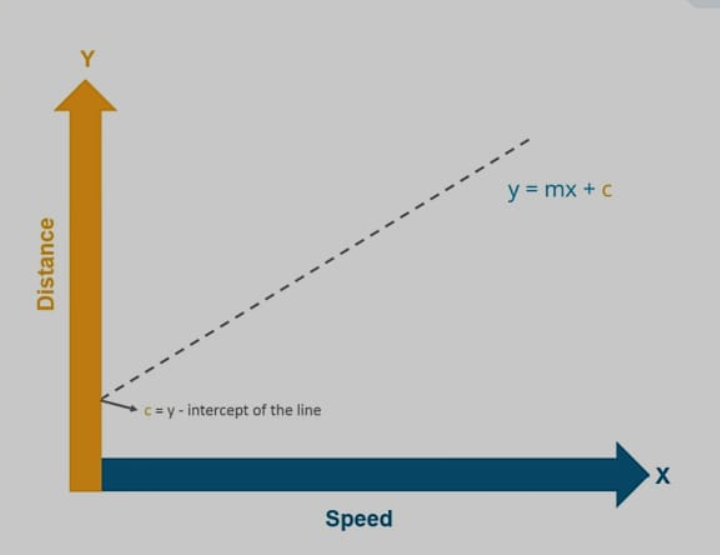 Y
Distance
y = mx + c
c = y - intercept of the line
X
Speed